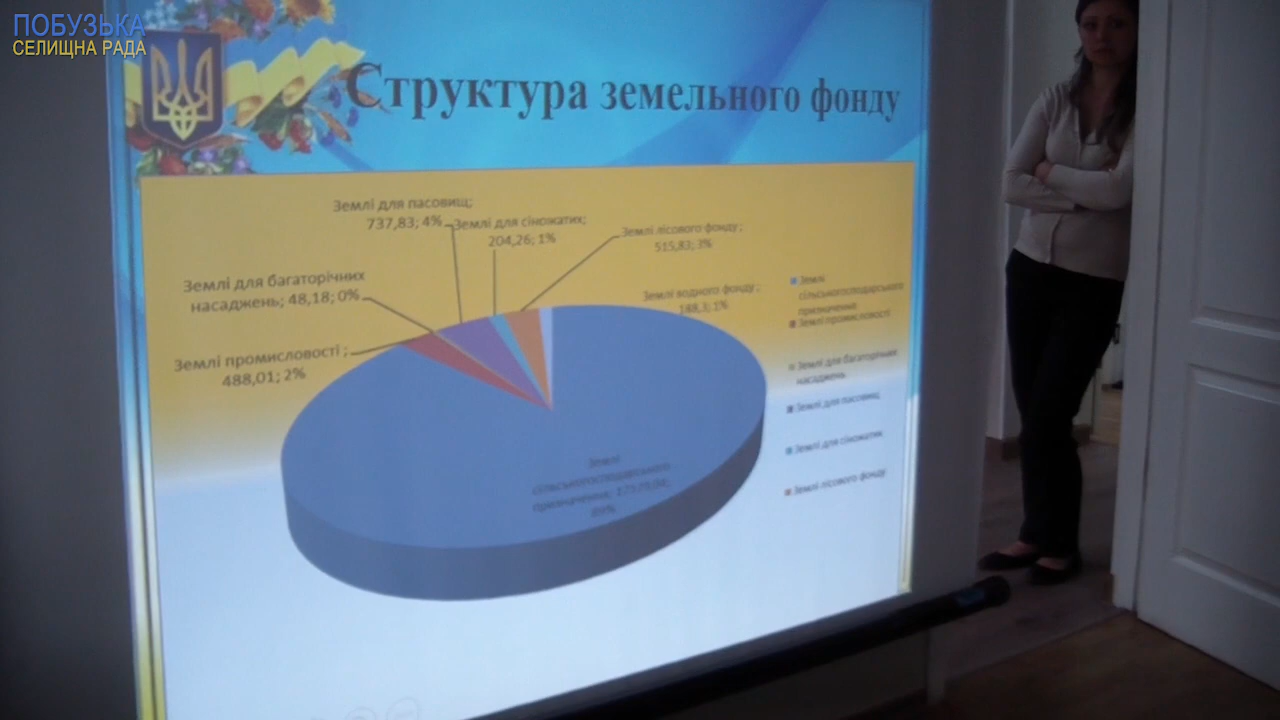 ПОБУЗЬКА
СЕЛИЩНА РАДА
Структура земельного фонду
Землі для пасовищ;
737,83; 4%
Землі для сіножатих;
204,26; 1%
Землі лісового фонду;
515,83; 3%
Землі для багаторічних
насаджень; 48,18; 0%
Землі водного фонду;
188,3; 1%
Землі промисловості ;
488,01; 2%
Землі
сільськогосподарського
призначення;
89%
Землі
сільськогосподарського
призначення
Землі промисловості
Землі для багаторічних
насаджень
Землі для пасовищ
Землі для сіножатих
Землі лісового фонду